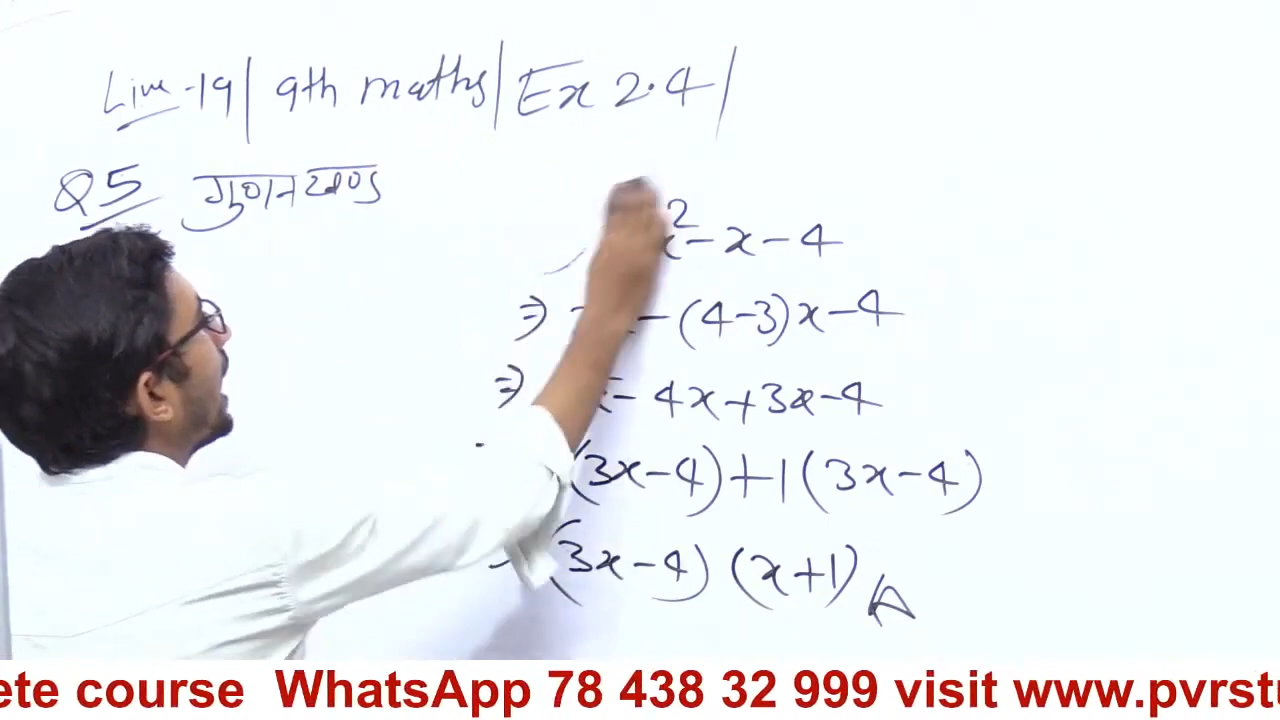 Live-19| 9th maths| Ex 2.4|
Q5 गुणनखण्ड
x² - x - 4
⇒ - (4-3)x - 4
⇒ - 4x + 3x - 4
(3x-4) + 1(3x-4)
(3x-4) (x+1) A
ete course WhatsApp 78 438 32 999 visit www.pvrst